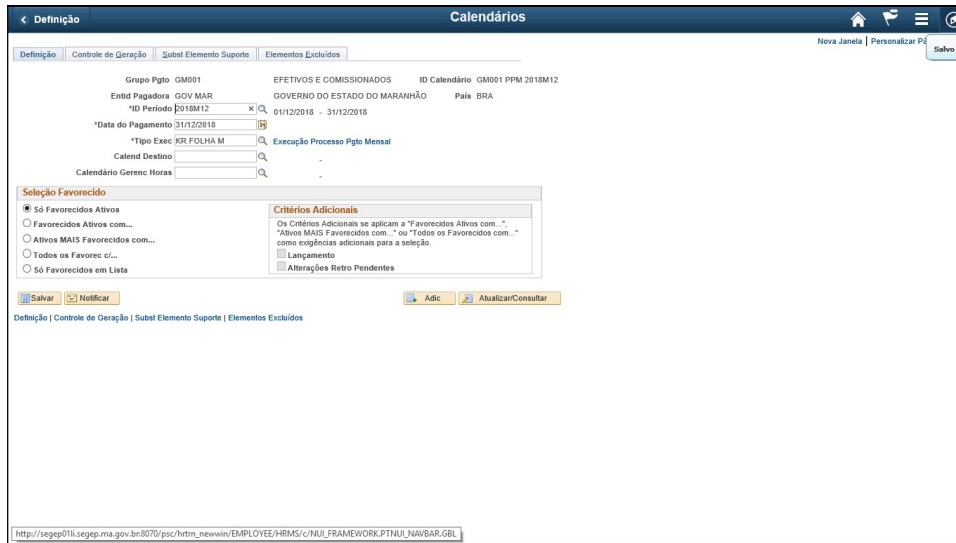 Definição
Calendários
Nova Janela | Personalizar Pá
Salvo
Definição Controle de Geração Subst Elemento Suporte Elementos Excluídos
Grupo Pgto GM001 EFETIVOS E COMISSIONADOS ID Calendário GM001 PPM 2018M12
Entid Pagadora GOV MAR GOVERNO DO ESTADO DO MARANHÃO País BRA
*ID Período 2018M12 × 01/12/2018 - 31/12/2018
*Data do Pagamento 31/12/2018
*Tipo Exec KR FOLHA M Execução Processo Pgto Mensal
Calend Destino -
Calendário Gerenc Horas -
Seleção Favorecido
Só Favorecidos Ativos
Favorecidos Ativos com...
Ativos MAIS Favorecidos com...
Todos os Favorec c/...
Só Favorecidos em Lista
Critérios Adicionais
Os Critérios Adicionais se aplicam a "Favorecidos Ativos com...",
"Ativos MAIS Favorecidos com..." ou "Todos os Favorecidos com..."
como exigências adicionais para a seleção.
Lançamento
Alterações Retro Pendentes
Salvar Notificar Adic Atualizar/Consultar
Definição | Controle de Geração | Subst Elemento Suporte | Elementos Excluídos
http://segep01li.segep.ma.gov.br:8070/psc/hrtrn_newwin/EMPLOYEE/HRMS/c/NUI_FRAMEWORK.PTNUI_NAVBAR.GBL